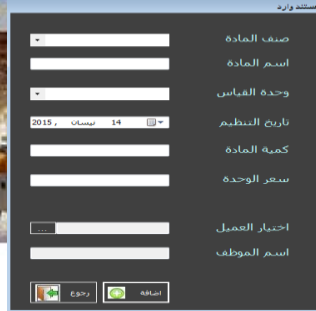 مستند وارد
صنف المادة
اسم المادة
وحدة القياس
تاريخ التنظيم
14 نيسان , 2015
كمية المادة
سعر الوحدة
اختيار العميل
...
اسم الموظف
اضافة
رجوع